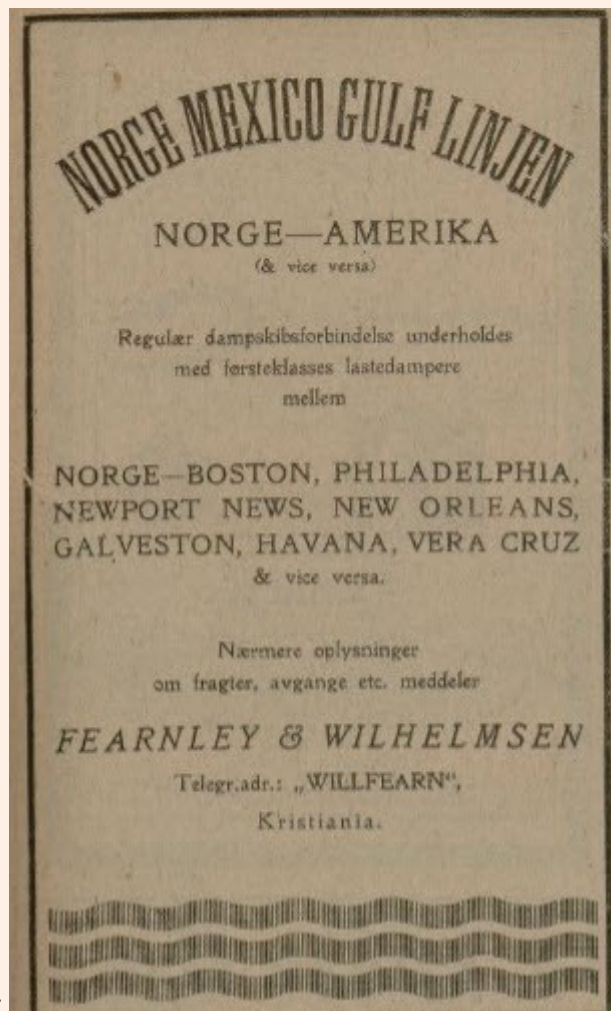 NORGE MEXICO GULF LINJEN
NORGE—AMERIKA
(& vice versa)
Regulær dampskibsforbindelse underholdes
med førsteklasses lastedampere
mellem
NORGE—BOSTON, PHILADELPHIA,
NEWPORT NEWS, NEW ORLEANS,
GALVESTON, HAVANA, VERA CRUZ
& vice versa.
Nærmere oplysninger
om fragter, avgange etc. meddeler
FEARNLEY & WILHELMSEN
Telegr.adr.: „WILLFEARN“,
Kristiania.